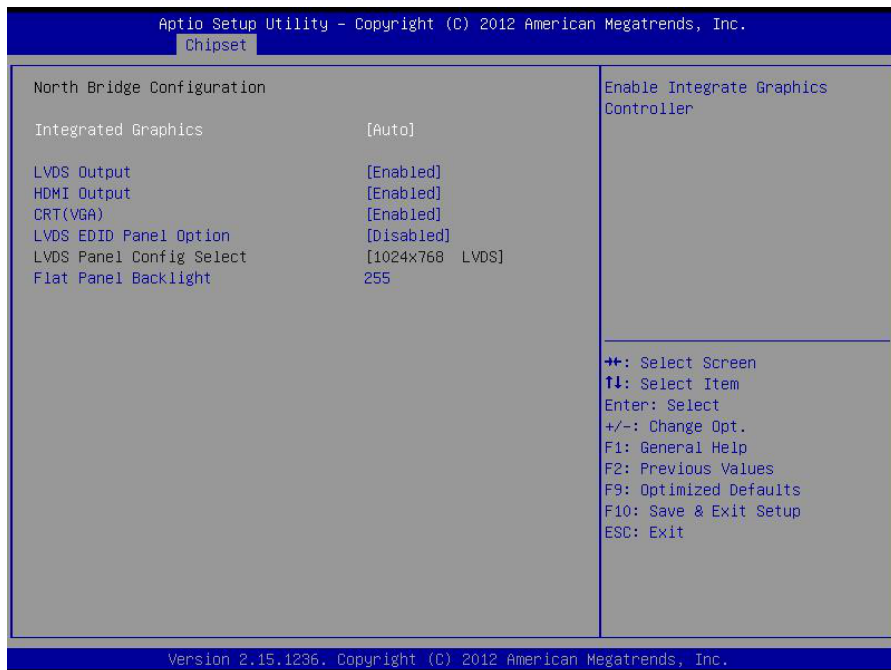 Aptio Setup Utility – Copyright (C) 2012 American Megatrends, Inc.
Chipset
North Bridge Configuration
Integrated Graphics [Auto]
LVDS Output [Enabled]
HDMI Output [Enabled]
CRT(VGA) [Enabled]
LVDS EDID Panel Option [Disabled]
LVDS Panel Config Select [1024x768 LVDS]
Flat Panel Backlight 255
Enable Integrate Graphics
Controller
→←: Select Screen
↑↓: Select Item
Enter: Select
+/-: Change Opt.
F1: General Help
F2: Previous Values
F9: Optimized Defaults
F10: Save & Exit Setup
ESC: Exit
Version 2.15.1236. Copyright (C) 2012 American Megatrends, Inc.